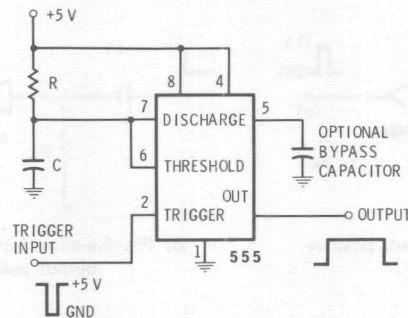 +5 V
R
8
4
7
DISCHARGE
5
6
THRESHOLD
C
OPTIONAL
BYPASS
CAPACITOR
OUT
2
TRIGGER
OUTPUT
TRIGGER
INPUT
1
555
+5 V
GND